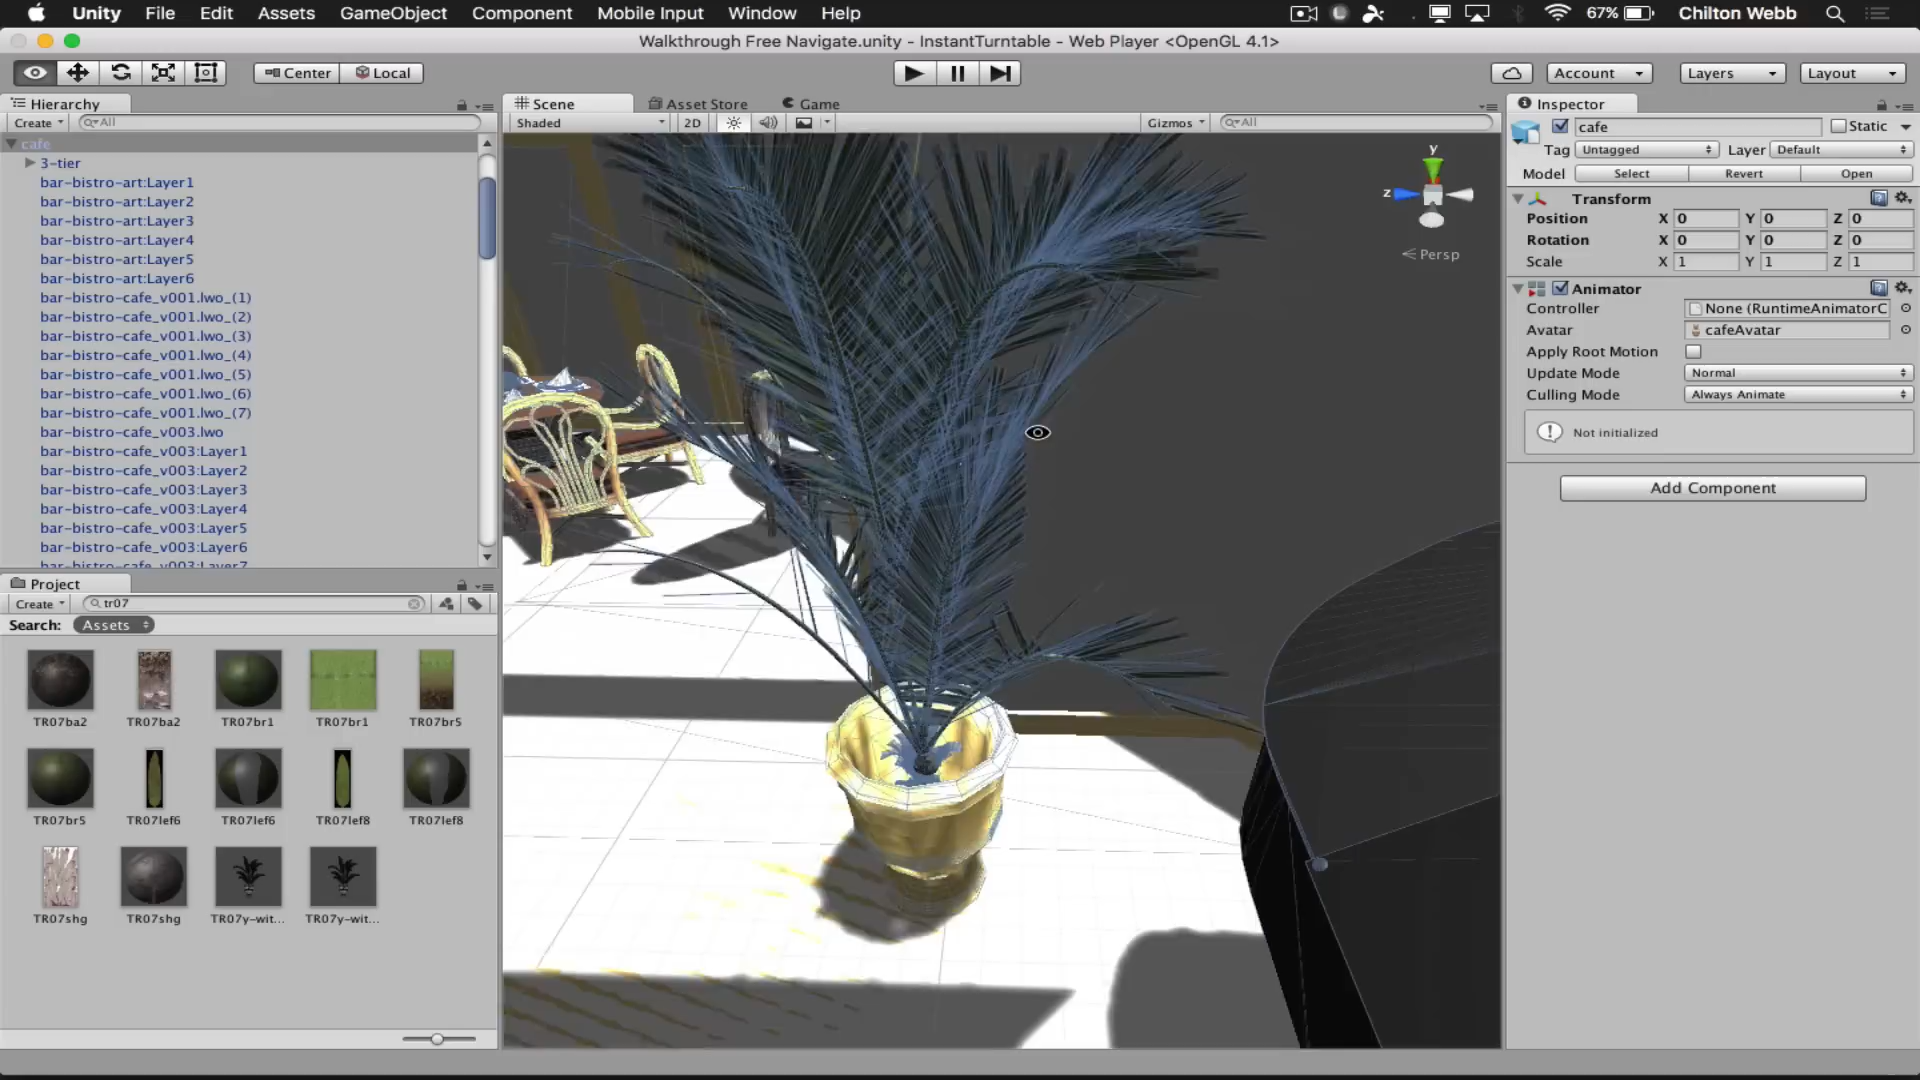 Unity File Edit Assets GameObject Component Mobile Input Window Help 67% Chilton Webb
Walkthrough Free Navigate.unity - InstantTurntable - Web Player <OpenGL 4.1>
Center Local Account Layers Layout
Hierarchy
Create All
cafe
3-tier
bar-bistro-art:Layer1
bar-bistro-art:Layer2
bar-bistro-art:Layer3
bar-bistro-art:Layer4
bar-bistro-art:Layer5
bar-bistro-art:Layer6
bar-bistro-cafe_v001.lwo_(1)
bar-bistro-cafe_v001.lwo_(2)
bar-bistro-cafe_v001.lwo_(3)
bar-bistro-cafe_v001.lwo_(4)
bar-bistro-cafe_v001.lwo_(5)
bar-bistro-cafe_v001.lwo_(6)
bar-bistro-cafe_v001.lwo_(7)
bar-bistro-cafe_v003.lwo
bar-bistro-cafe_v003:Layer1
bar-bistro-cafe_v003:Layer2
bar-bistro-cafe_v003:Layer3
bar-bistro-cafe_v003:Layer4
bar-bistro-cafe_v003:Layer5
bar-bistro-cafe_v003:Layer6
bar-bistro-cafe_v003:Layer7
Project
Create tr07
Search: Assets
TR07ba2 TR07ba2 TR07br1 TR07br1 TR07br5
TR07br5 TR07lef6 TR07lef6 TR07lef8 TR07lef8
TR07shg TR07shg TR07y-wit... TR07y-wit...
Scene Asset Store Game
Shaded 2D Gizmos All
y
z
Persp
Inspector
cafe Static
Tag Untagged Layer Default
Model Select Revert Open
Transform
Position X 0 Y 0 Z 0
Rotation X 0 Y 0 Z 0
Scale X 1 Y 1 Z 1
Animator
Controller None (RuntimeAnimatorC
Avatar cafeAvatar
Apply Root Motion
Update Mode Normal
Culling Mode Always Animate
Not initialized
Add Component